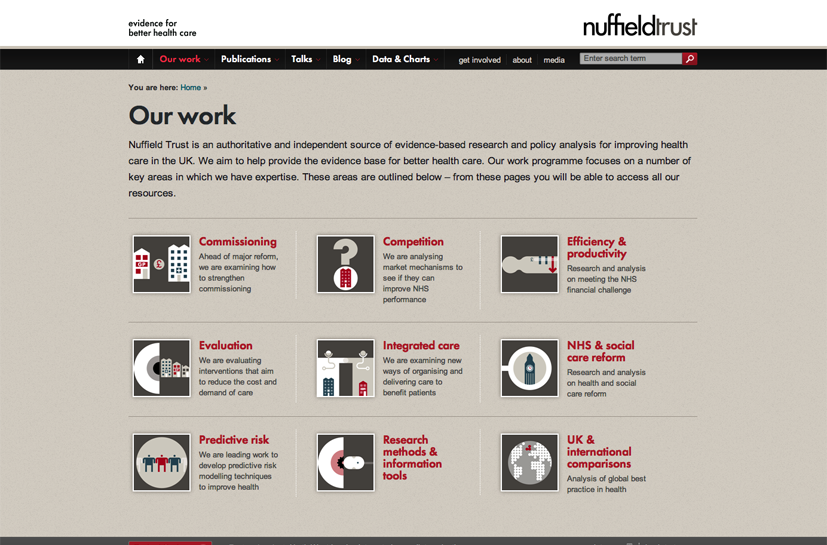 evidence for
better health care
nuffieldtrust
Our work Publications Talks Blog Data & Charts get involved about media Enter search term
You are here: Home »
Our work
Nuffield Trust is an authoritative and independent source of evidence-based research and policy analysis for improving health
care in the UK. We aim to help provide the evidence base for better health care. Our work programme focuses on a number of
key areas in which we have expertise. These areas are outlined below – from these pages you will be able to access all our
resources.
GP £
Commissioning
Ahead of major reform,
we are examining how
to strengthen
commissioning
?
Competition
We are analysing
market mechanisms to
see if they can
improve NHS
performance
Efficiency &
productivity
Research and analysis
on meeting the NHS
financial challenge
Evaluation
We are evaluating
interventions that aim
to reduce the cost and
demand of care
Integrated care
We are examining new
ways of organising and
delivering care to
benefit patients
NHS & social
care reform
Research and analysis
on health and social
care reform
Predictive risk
We are leading work to
develop predictive risk
modelling techniques
to improve health
Research
methods &
information
tools
UK &
international
comparisons
Analysis of global best
practice in health